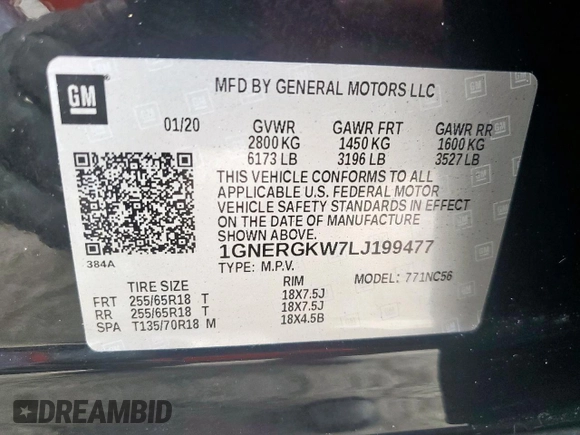 GM
MFD BY GENERAL MOTORS LLC
01/20 GVWR GAWR FRT GAWR RR
2800 KG 1450 KG 1600 KG
6173 LB 3196 LB 3527 LB
THIS VEHICLE CONFORMS TO ALL
APPLICABLE U.S. FEDERAL MOTOR
VEHICLE SAFETY STANDARDS IN EFFECT
ON THE DATE OF MANUFACTURE
SHOWN ABOVE.
384A
1GNERGKW7LJ199477
TYPE: M.P.V. MODEL: 771NC56
TIRE SIZE RIM
FRT 255/65R18 T 18X7.5J
RR 255/65R18 T 18X7.5J
SPA T135/70R18 M 18X4.5B
DREAMBID